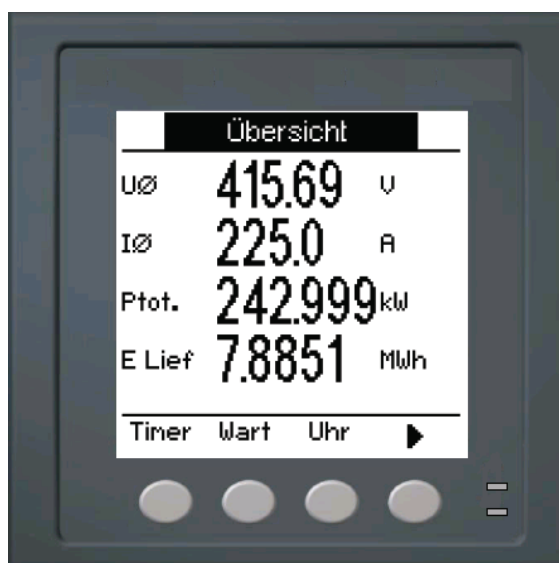 Übersicht
UØ 415.69 V
IØ 225.0 A
Ptot. 242.999 kW
E Lief 7.8851 MWh
Timer Wart Uhr ▶